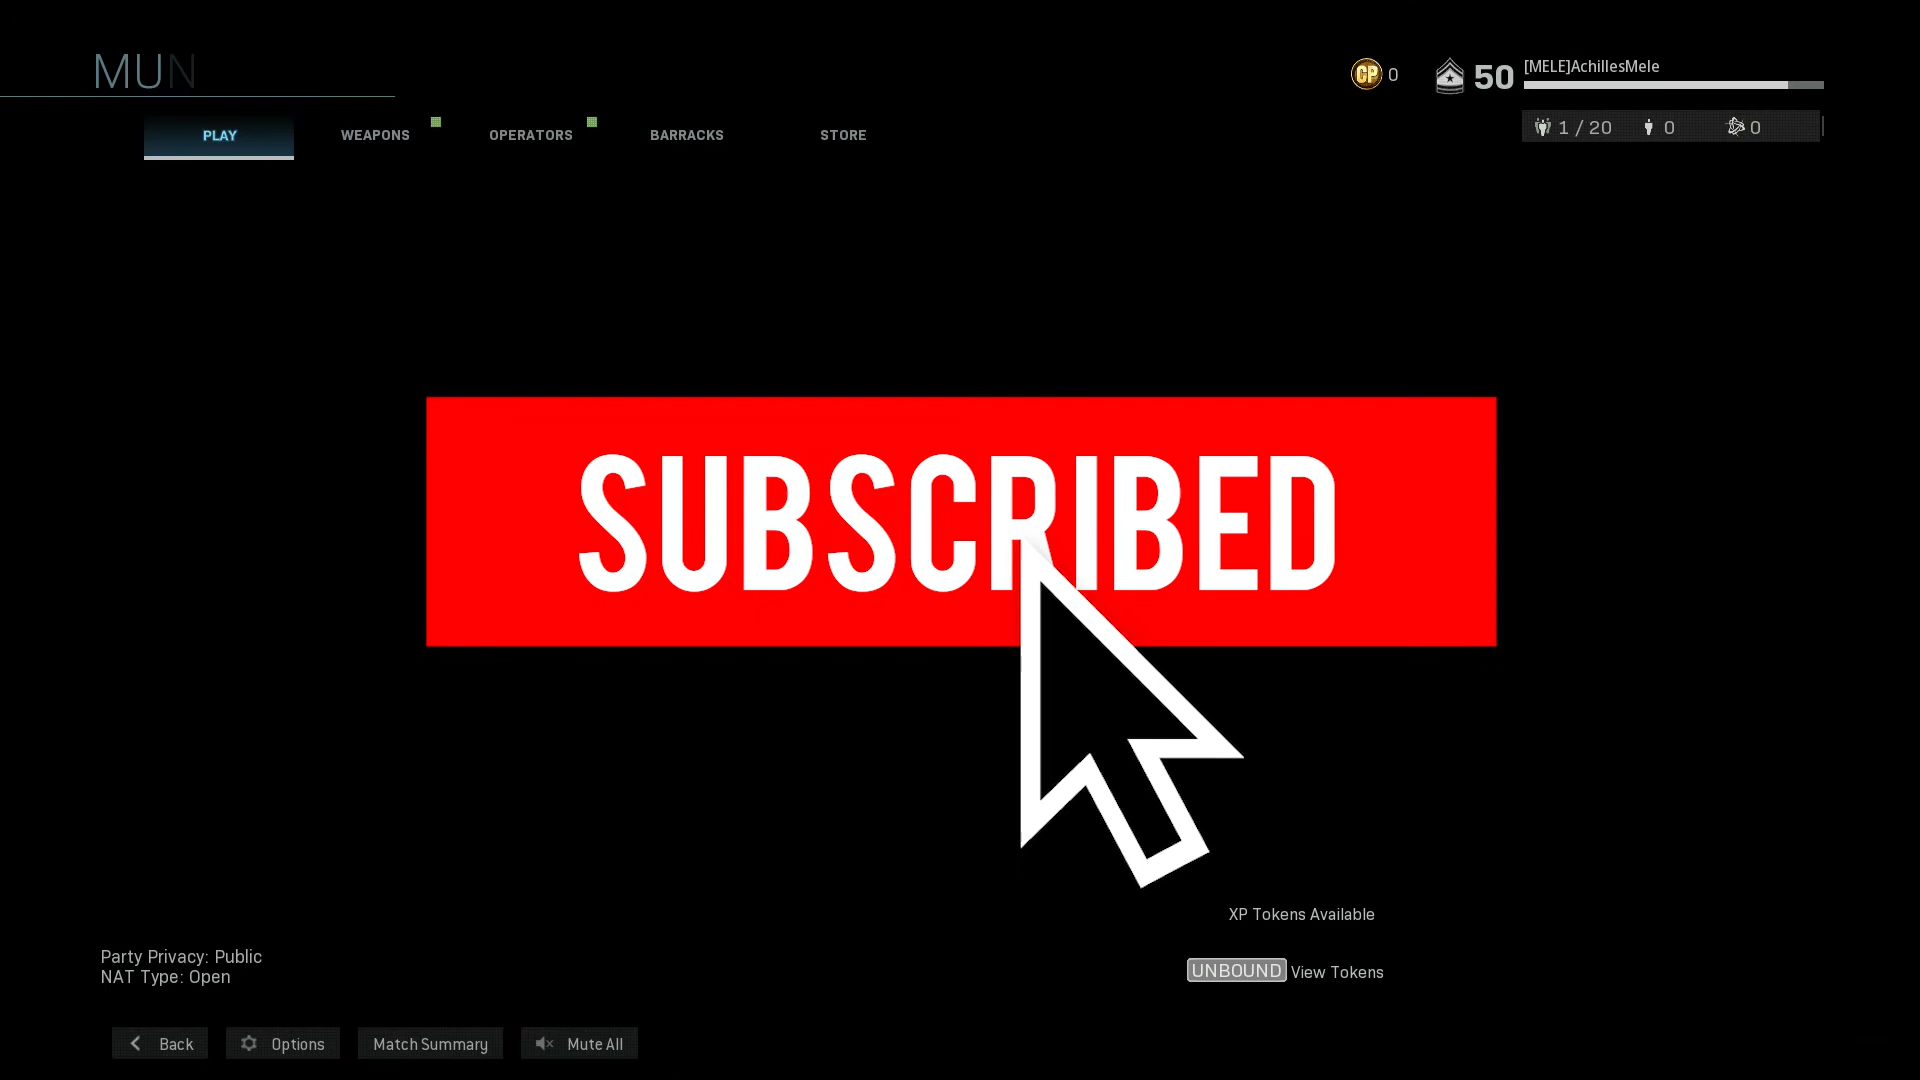 MUN
CP 0
50 [MELE]AchillesMele
PLAY WEAPONS OPERATORS BARRACKS STORE
1 / 20 0 0
SUBSCRIBED
XP Tokens Available
Party Privacy: Public
NAT Type: Open
UNBOUND View Tokens
Back Options Match Summary Mute All